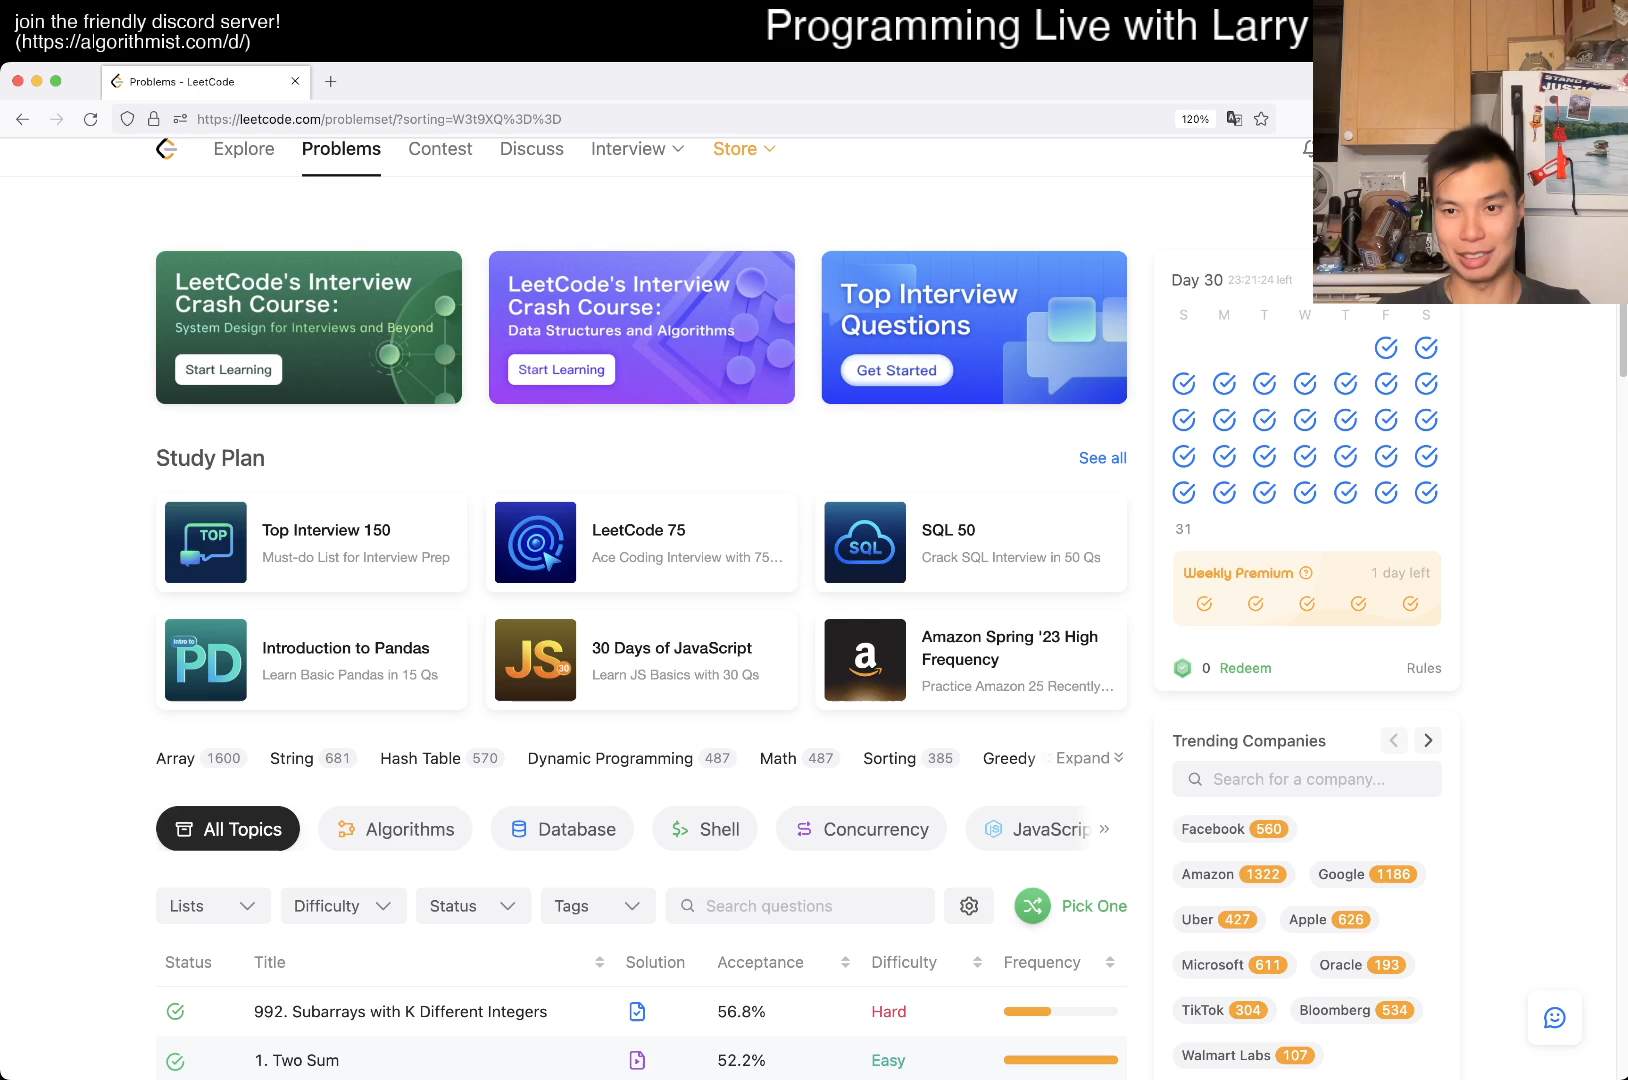 join the friendly discord server!
(https://algorithmist.com/d/)
Programming Live with Larry
Problems - LeetCode
https://leetcode.com/problemset/?sorting=W3t9XQ%3D%3D
120%
Explore
Problems
Contest
Discuss
Interview
Store
LeetCode's Interview
Crash Course:
System Design for Interviews and Beyond
Start Learning
LeetCode's Interview
Crash Course:
Data Structures and Algorithms
Start Learning
Top Interview
Questions
Get Started
Day 30 23:21:24 left
S M T W T F S
31
Weekly Premium
1 day left
0 Redeem
Rules
Study Plan
See all
TOP
Top Interview 150
Must-do List for Interview Prep
LeetCode 75
Ace Coding Interview with 75...
SQL
SQL 50
Crack SQL Interview in 50 Qs
Intro to
PD
Introduction to Pandas
Learn Basic Pandas in 15 Qs
JS
30
30 Days of JavaScript
Learn JS Basics with 30 Qs
a
Amazon Spring '23 High
Frequency
Practice Amazon 25 Recently...
Array 1600
String 681
Hash Table 570
Dynamic Programming 487
Math 487
Sorting 385
Greedy
Expand
All Topics
Algorithms
Database
$ Shell
Concurrency
JS JavaScrip
Lists
Difficulty
Status
Tags
Search questions
Pick One
Status Title Solution Acceptance Difficulty Frequency
992. Subarrays with K Different Integers 56.8% Hard
1. Two Sum 52.2% Easy
Trending Companies
Search for a company...
Facebook 560
Amazon 1322
Google 1186
Uber 427
Apple 626
Microsoft 611
Oracle 193
TikTok 304
Bloomberg 534
Walmart Labs 107